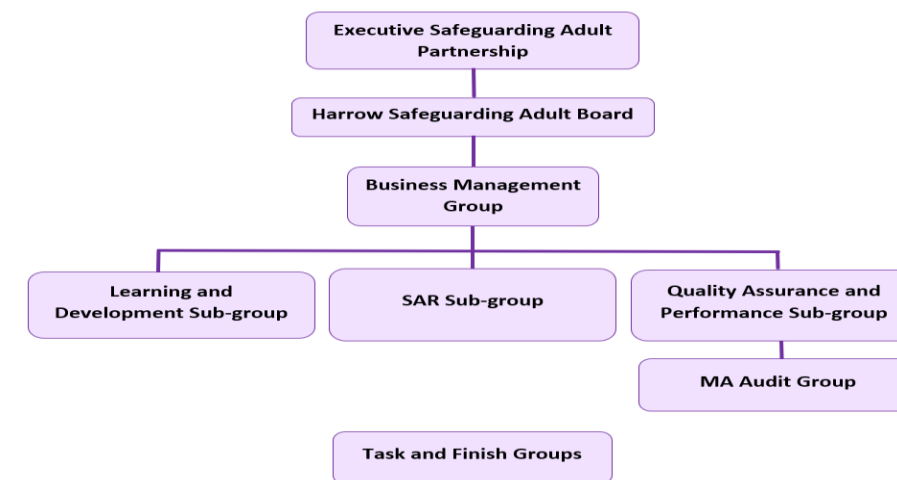 Executive Safeguarding Adult
Partnership
Harrow Safeguarding Adult Board
Business Management
Group
Learning and
Development Sub-group
SAR Sub-group
Quality Assurance and
Performance Sub-group
MA Audit Group
Task and Finish Groups